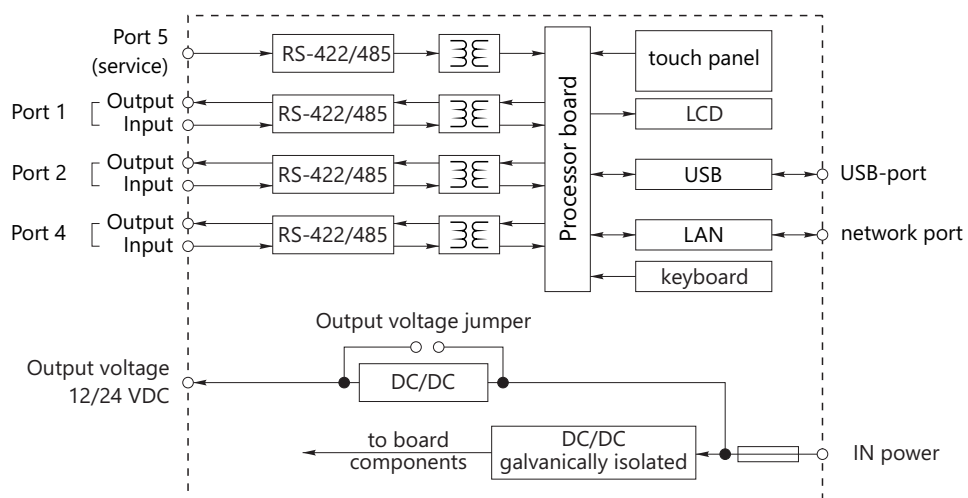 Port 5
(service)
RS-422/485
touch panel
Port 1
Output
Input
RS-422/485
LCD
Port 2
Output
Input
RS-422/485
Processor board
USB
USB-port
Port 4
Output
Input
RS-422/485
LAN
network port
keyboard
Output voltage jumper
Output voltage
12/24 VDC
DC/DC
to board
components
DC/DC
galvanically isolated
IN power